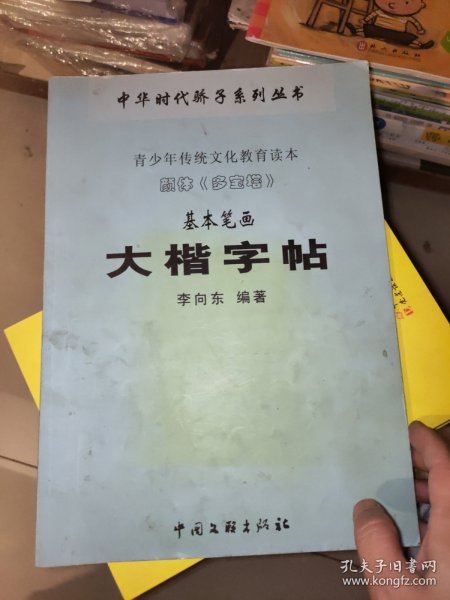 中华时代骄子系列丛书
青少年传统文化教育读本
颜体《多宝塔》
基本笔画
大楷字帖
李向东 编著
中国文联出版社
孔夫子旧书网
www.kongfz.com